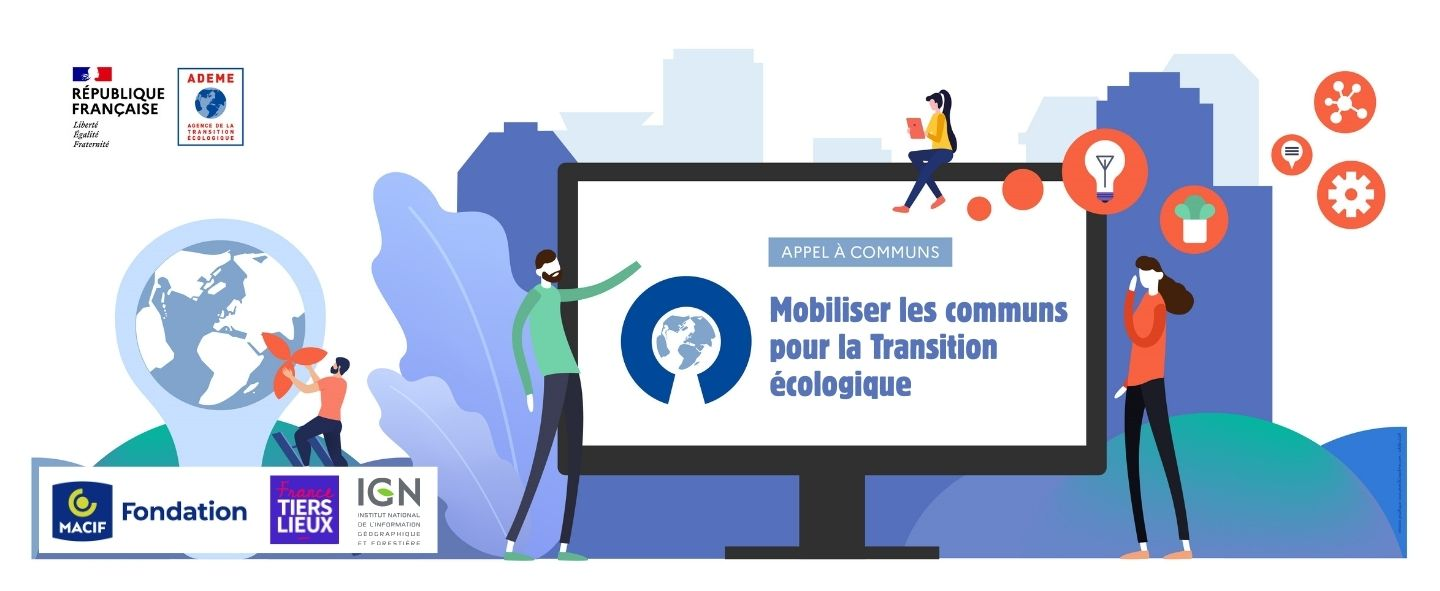 RÉPUBLIQUE
FRANÇAISE
Liberté
Égalité
Fraternité
ADEME
AGENCE DE LA
TRANSITION
ÉCOLOGIQUE
APPEL À COMMUNS
Mobiliser les communs
pour la Transition
écologique
MACIF
Fondation
France
TIERS
LIEUX
IGN
INSTITUT NATIONAL
DE L'INFORMATION
GÉOGRAPHIQUE
ET FORESTIÈRE